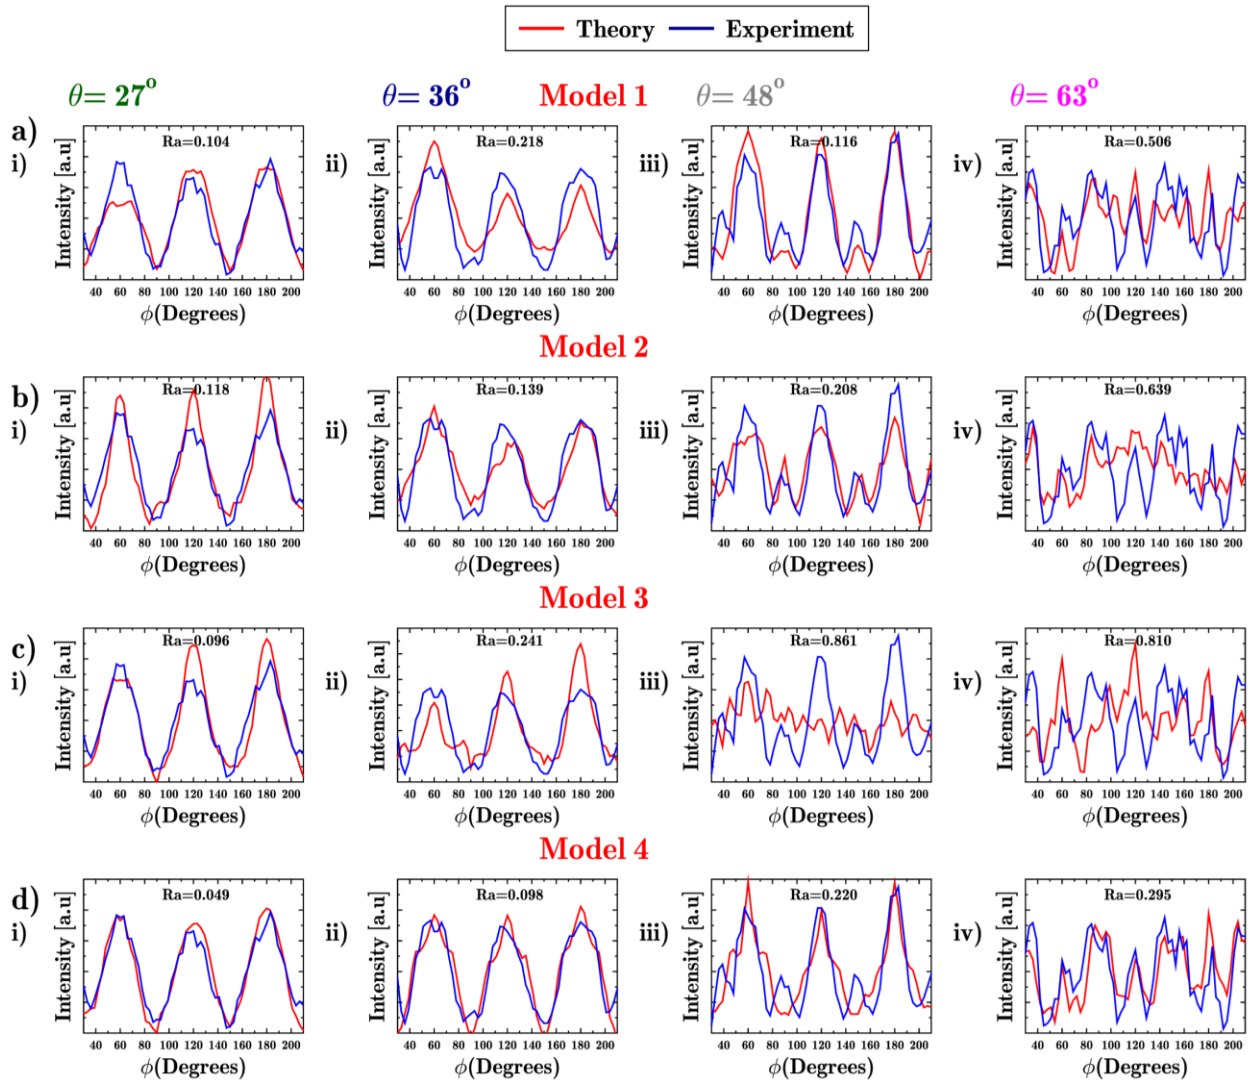 Theory Experiment
θ= 27° θ= 36° Model 1 θ= 48° θ= 63°
a)
i) Intensity [a.u] Ra=0.104 ii) Intensity [a.u] Ra=0.218 iii) Intensity [a.u] Ra=0.116 iv) Intensity [a.u] Ra=0.506
40 60 80 100 120 140 160 180 200 40 60 80 100 120 140 160 180 200 40 60 80 100 120 140 160 180 200 40 60 80 100 120 140 160 180 200
ϕ(Degrees) ϕ(Degrees) ϕ(Degrees) ϕ(Degrees)
Model 2
b)
i) Intensity [a.u] Ra=0.118 ii) Intensity [a.u] Ra=0.139 iii) Intensity [a.u] Ra=0.208 iv) Intensity [a.u] Ra=0.639
40 60 80 100 120 140 160 180 200 40 60 80 100 120 140 160 180 200 40 60 80 100 120 140 160 180 200 40 60 80 100 120 140 160 180 200
ϕ(Degrees) ϕ(Degrees) ϕ(Degrees) ϕ(Degrees)
Model 3
c)
i) Intensity [a.u] Ra=0.096 ii) Intensity [a.u] Ra=0.241 iii) Intensity [a.u] Ra=0.861 iv) Intensity [a.u] Ra=0.810
40 60 80 100 120 140 160 180 200 40 60 80 100 120 140 160 180 200 40 60 80 100 120 140 160 180 200 40 60 80 100 120 140 160 180 200
ϕ(Degrees) ϕ(Degrees) ϕ(Degrees) ϕ(Degrees)
Model 4
d)
i) Intensity [a.u] Ra=0.049 ii) Intensity [a.u] Ra=0.098 iii) Intensity [a.u] Ra=0.220 iv) Intensity [a.u] Ra=0.295
40 60 80 100 120 140 160 180 200 40 60 80 100 120 140 160 180 200 40 60 80 100 120 140 160 180 200 40 60 80 100 120 140 160 180 200
ϕ(Degrees) ϕ(Degrees) ϕ(Degrees) ϕ(Degrees)